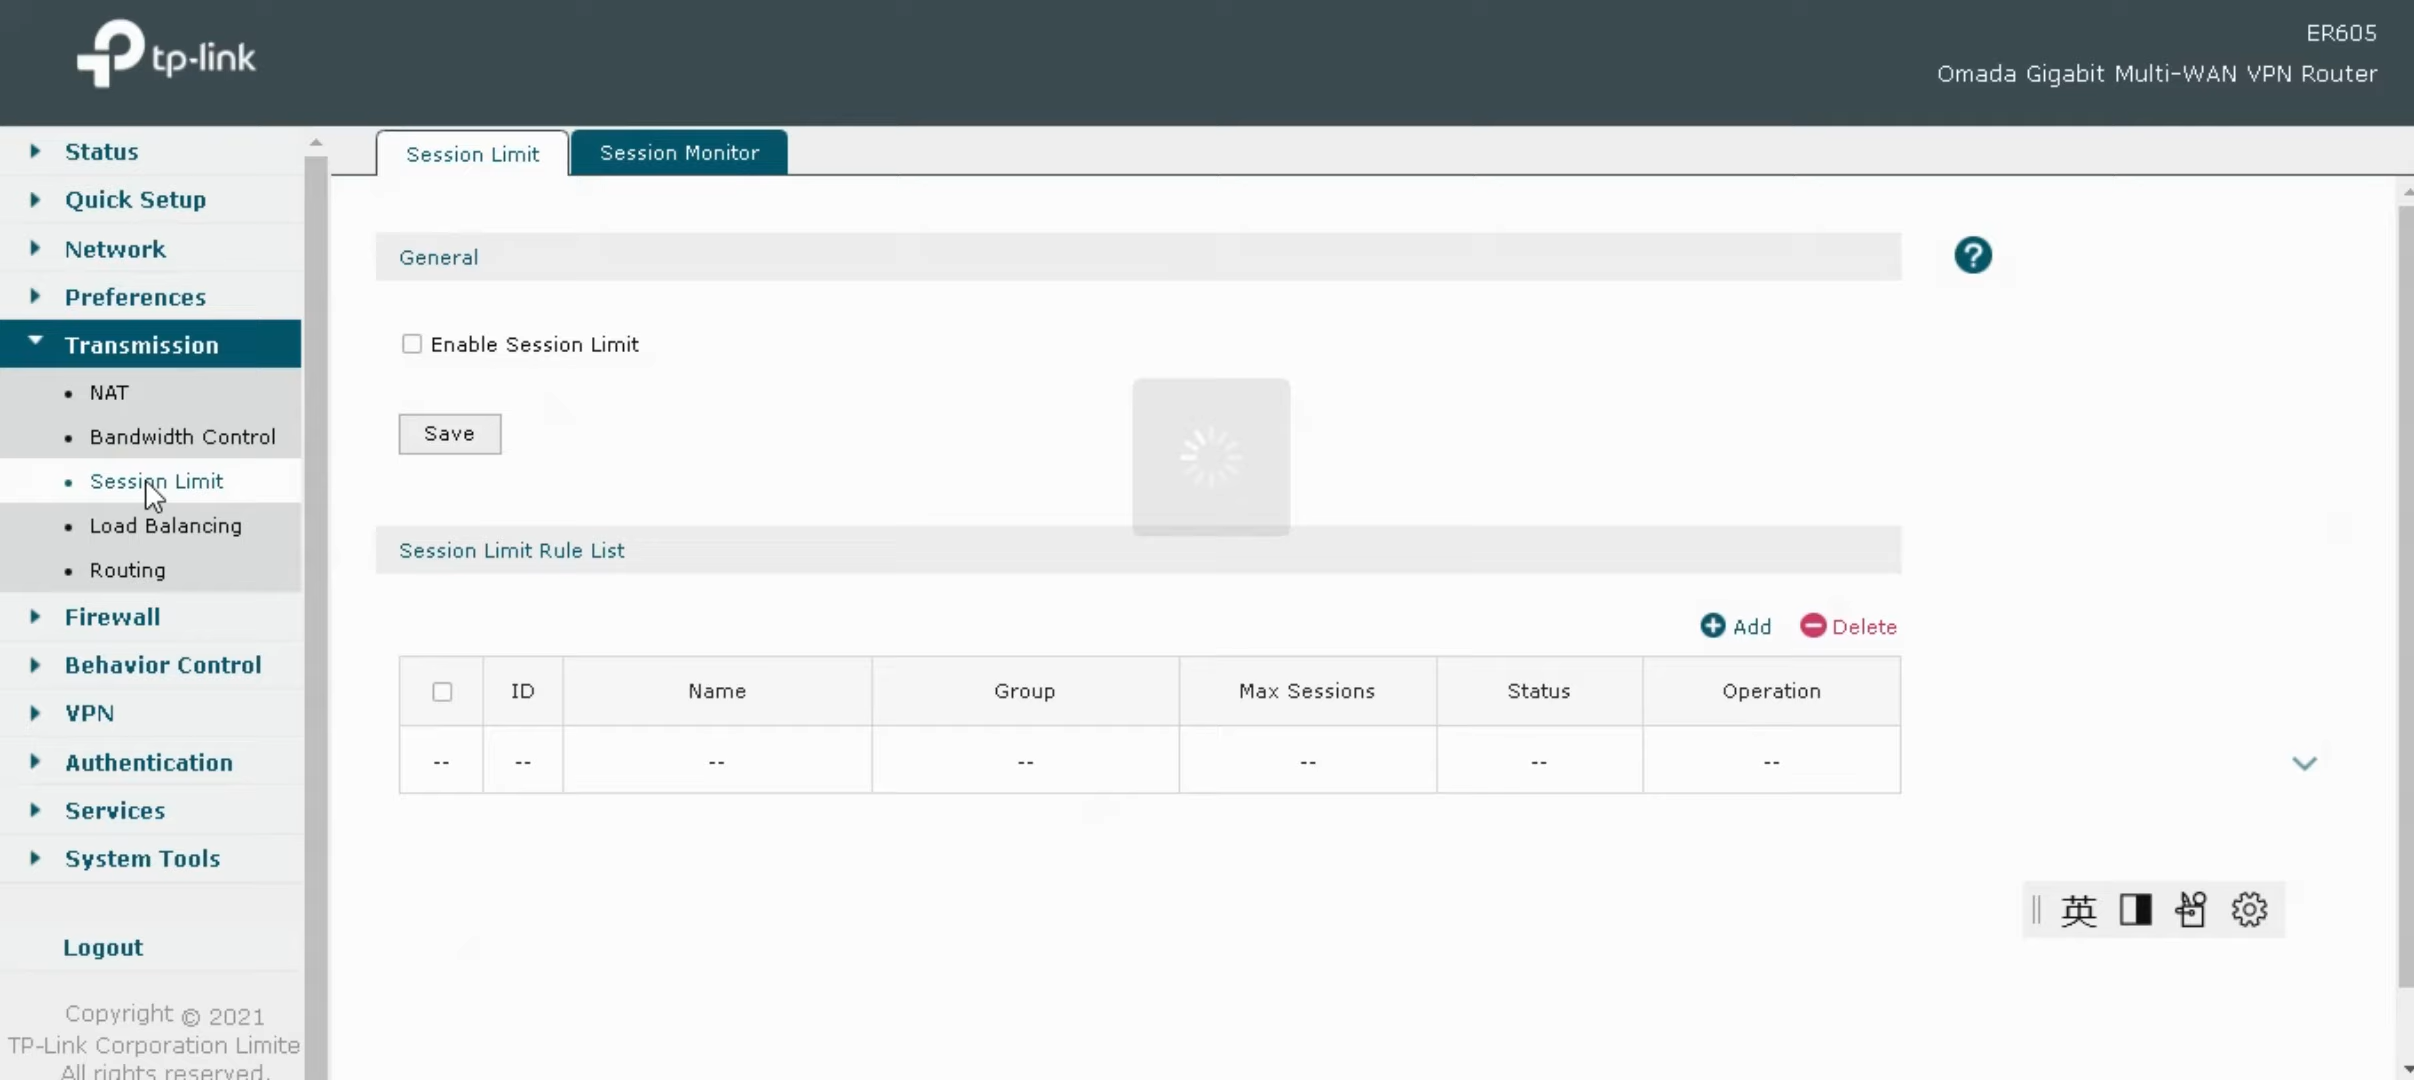 tp-link
ER605
Omada Gigabit Multi-WAN VPN Router
Status
Quick Setup
Network
Preferences
Transmission
NAT
Bandwidth Control
Session Limit
Load Balancing
Routing
Firewall
Behavior Control
VPN
Authentication
Services
System Tools
Logout
Copyright © 2021
TP-Link Corporation Limite
All rights reserved.
Session Limit
Session Monitor
General
?
Enable Session Limit
Save
Session Limit Rule List
Add
Delete
ID Name Group Max Sessions Status Operation
-- -- -- -- -- -- --
英